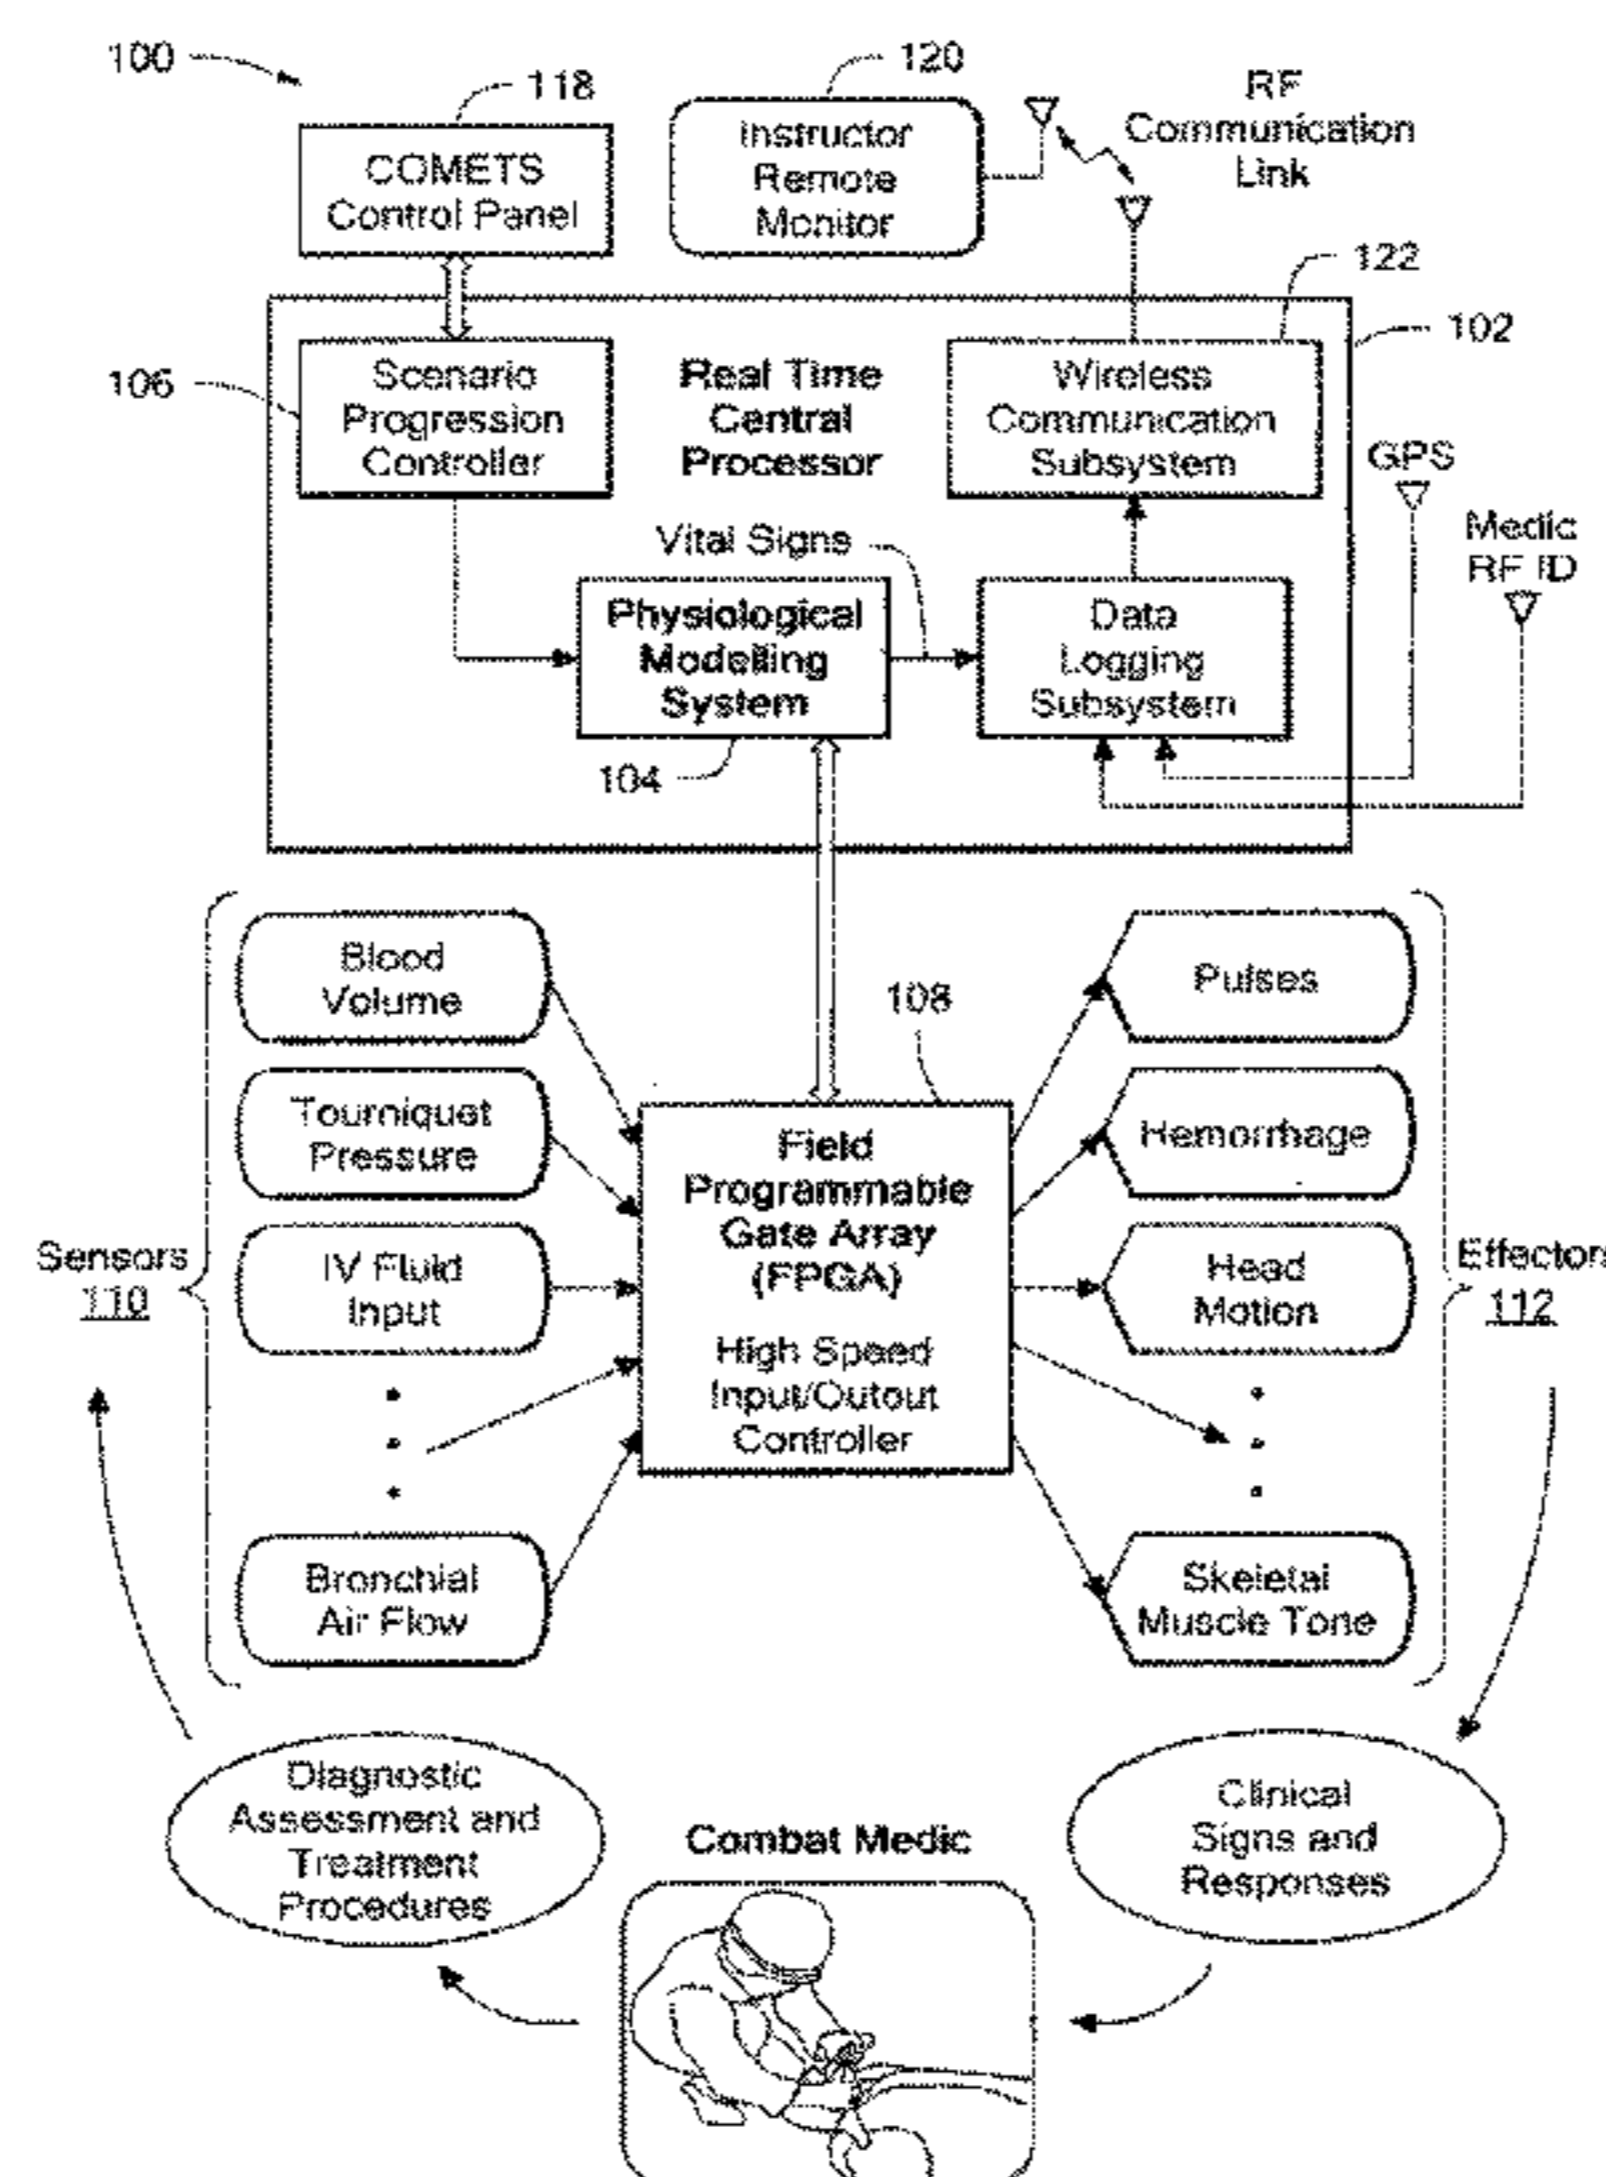 100
118
120
RF
Communication
Link
COMETS
Control Panel
Instructor
Remote
Monitor
122
102
106
Scenario
Progression
Controller
Real Time
Central
Processor
Wireless
Communication
Subsystem
GPS
Medic
RF ID
Vital Signs
Physiological
Modelling
System
Data
Logging
Subsystem
104
Blood
Volume
Pulses
108
Tourniquet
Pressure
Field
Programmable
Gate Array
(FPGA)
High Speed
Input/Outout
Controller
Hemorrhage
Sensors
110
IV Fluid
Input
Head
Motion
Effectors
112
Bronchial
Air Flow
Skeletal
Muscle Tone
Diagnostic
Assessment and
Treatment
Procedures
Combat Medic
Clinical
Signs and
Responses